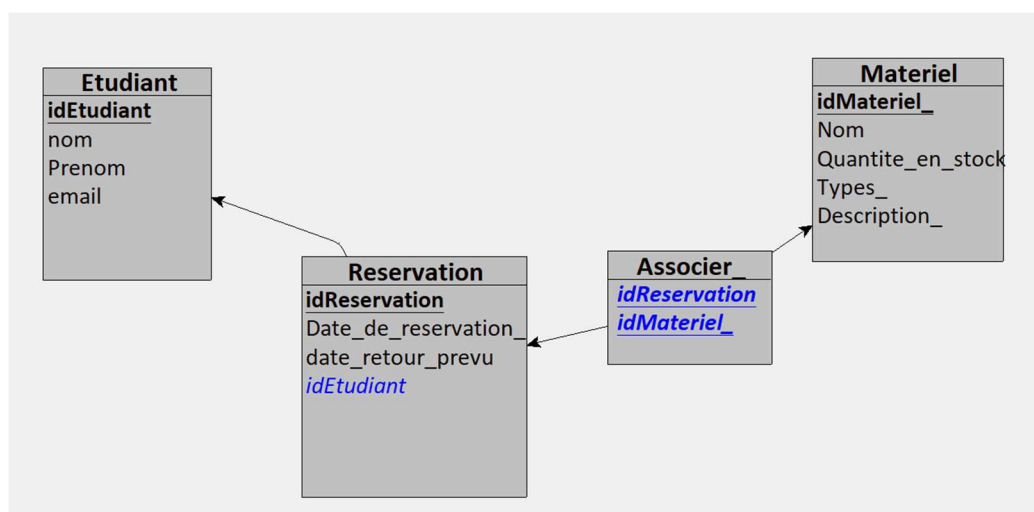 Etudiant
idEtudiant
nom
Prenom
email
Materiel
idMateriel_
Nom
Quantite_en_stock
Types_
Description_
Reservation
idReservation
Date_de_reservation_
date_retour_prevu
idEtudiant
Associer_
idReservation
idMateriel_